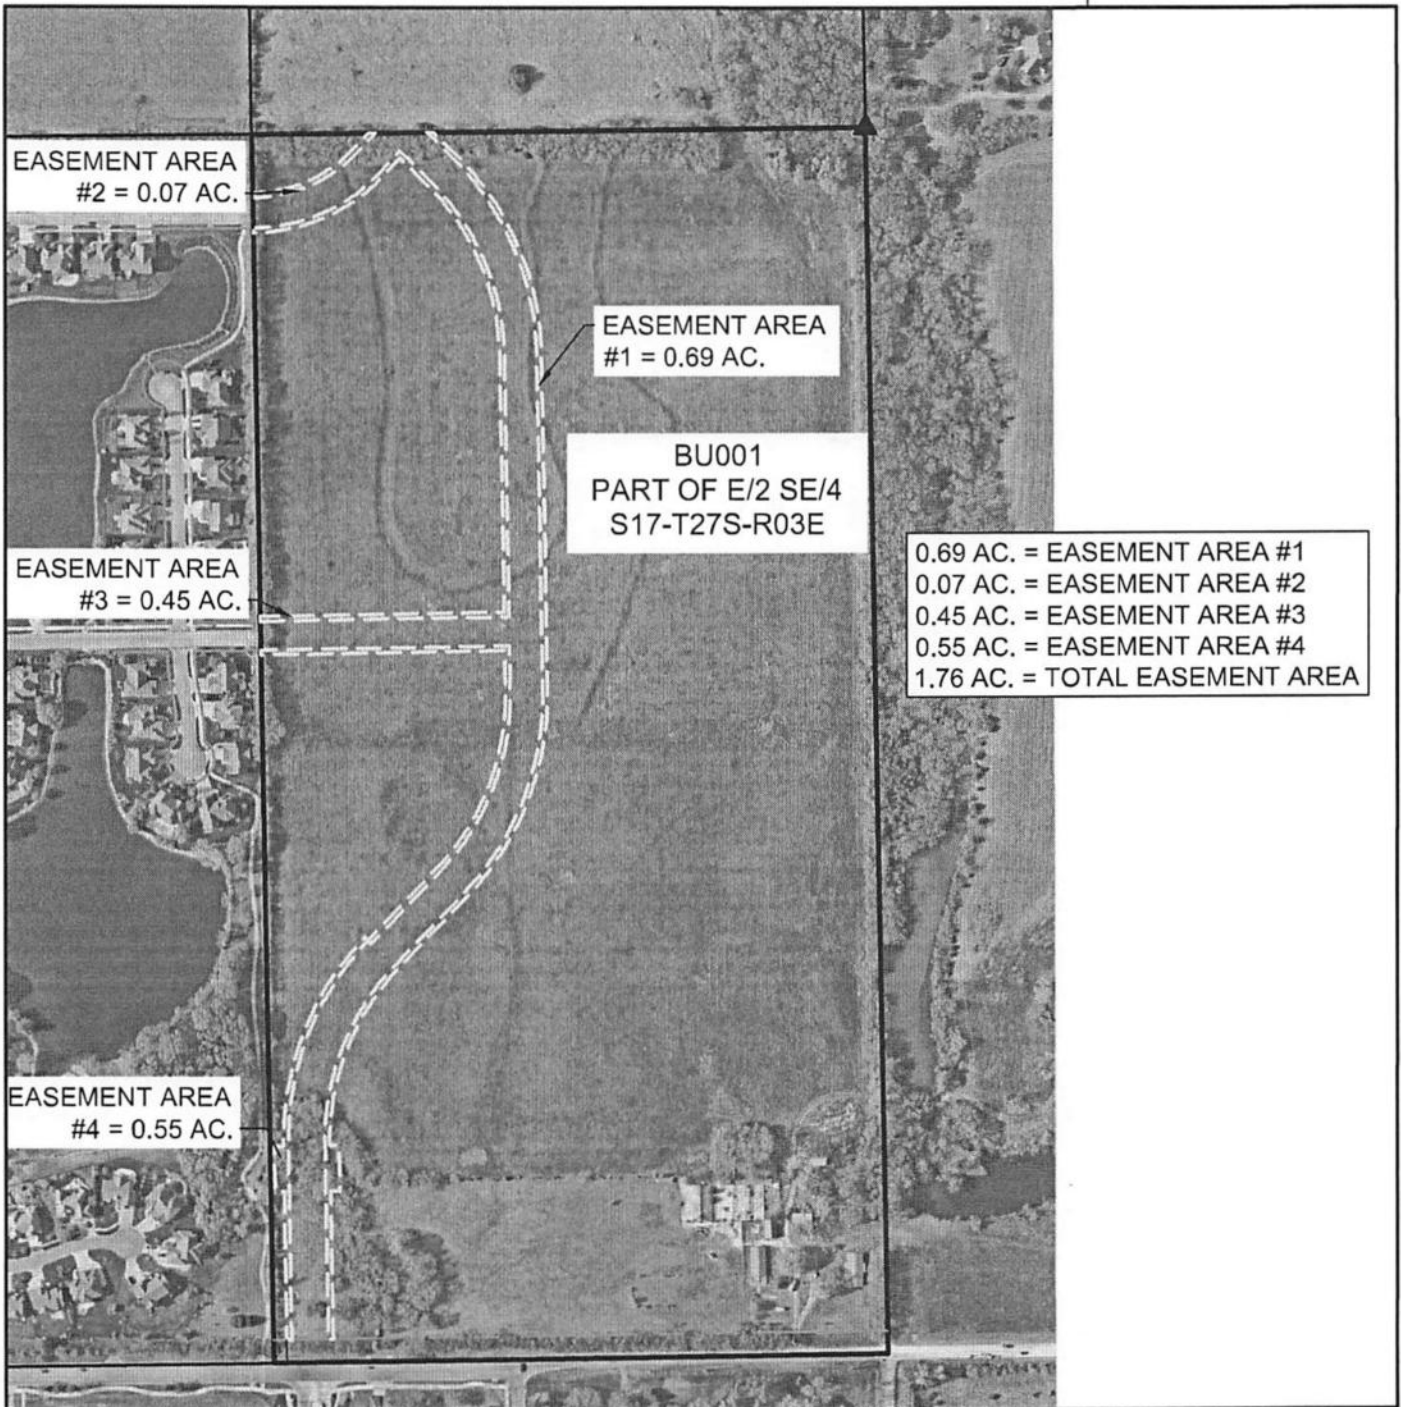 EASEMENT AREA
#2 = 0.07 AC.
EASEMENT AREA
#1 = 0.69 AC.
BU001
PART OF E/2 SE/4
S17-T27S-R03E
EASEMENT AREA
#3 = 0.45 AC.
0.69 AC. = EASEMENT AREA #1
0.07 AC. = EASEMENT AREA #2
0.45 AC. = EASEMENT AREA #3
0.55 AC. = EASEMENT AREA #4
1.76 AC. = TOTAL EASEMENT AREA
EASEMENT AREA
#4 = 0.55 AC.